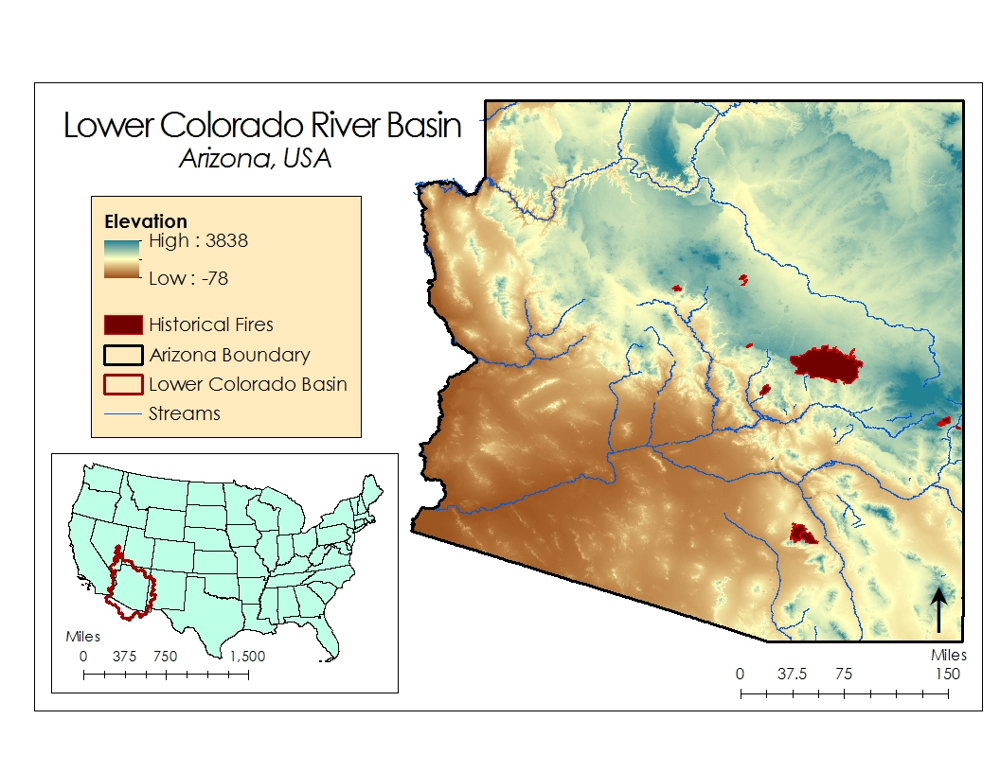 Lower Colorado River Basin
Arizona, USA
Elevation
High : 3838
Low : -78
Historical Fires
Arizona Boundary
Lower Colorado Basin
Streams
Miles
0 375 750 1,500
Miles
0 37.5 75 150